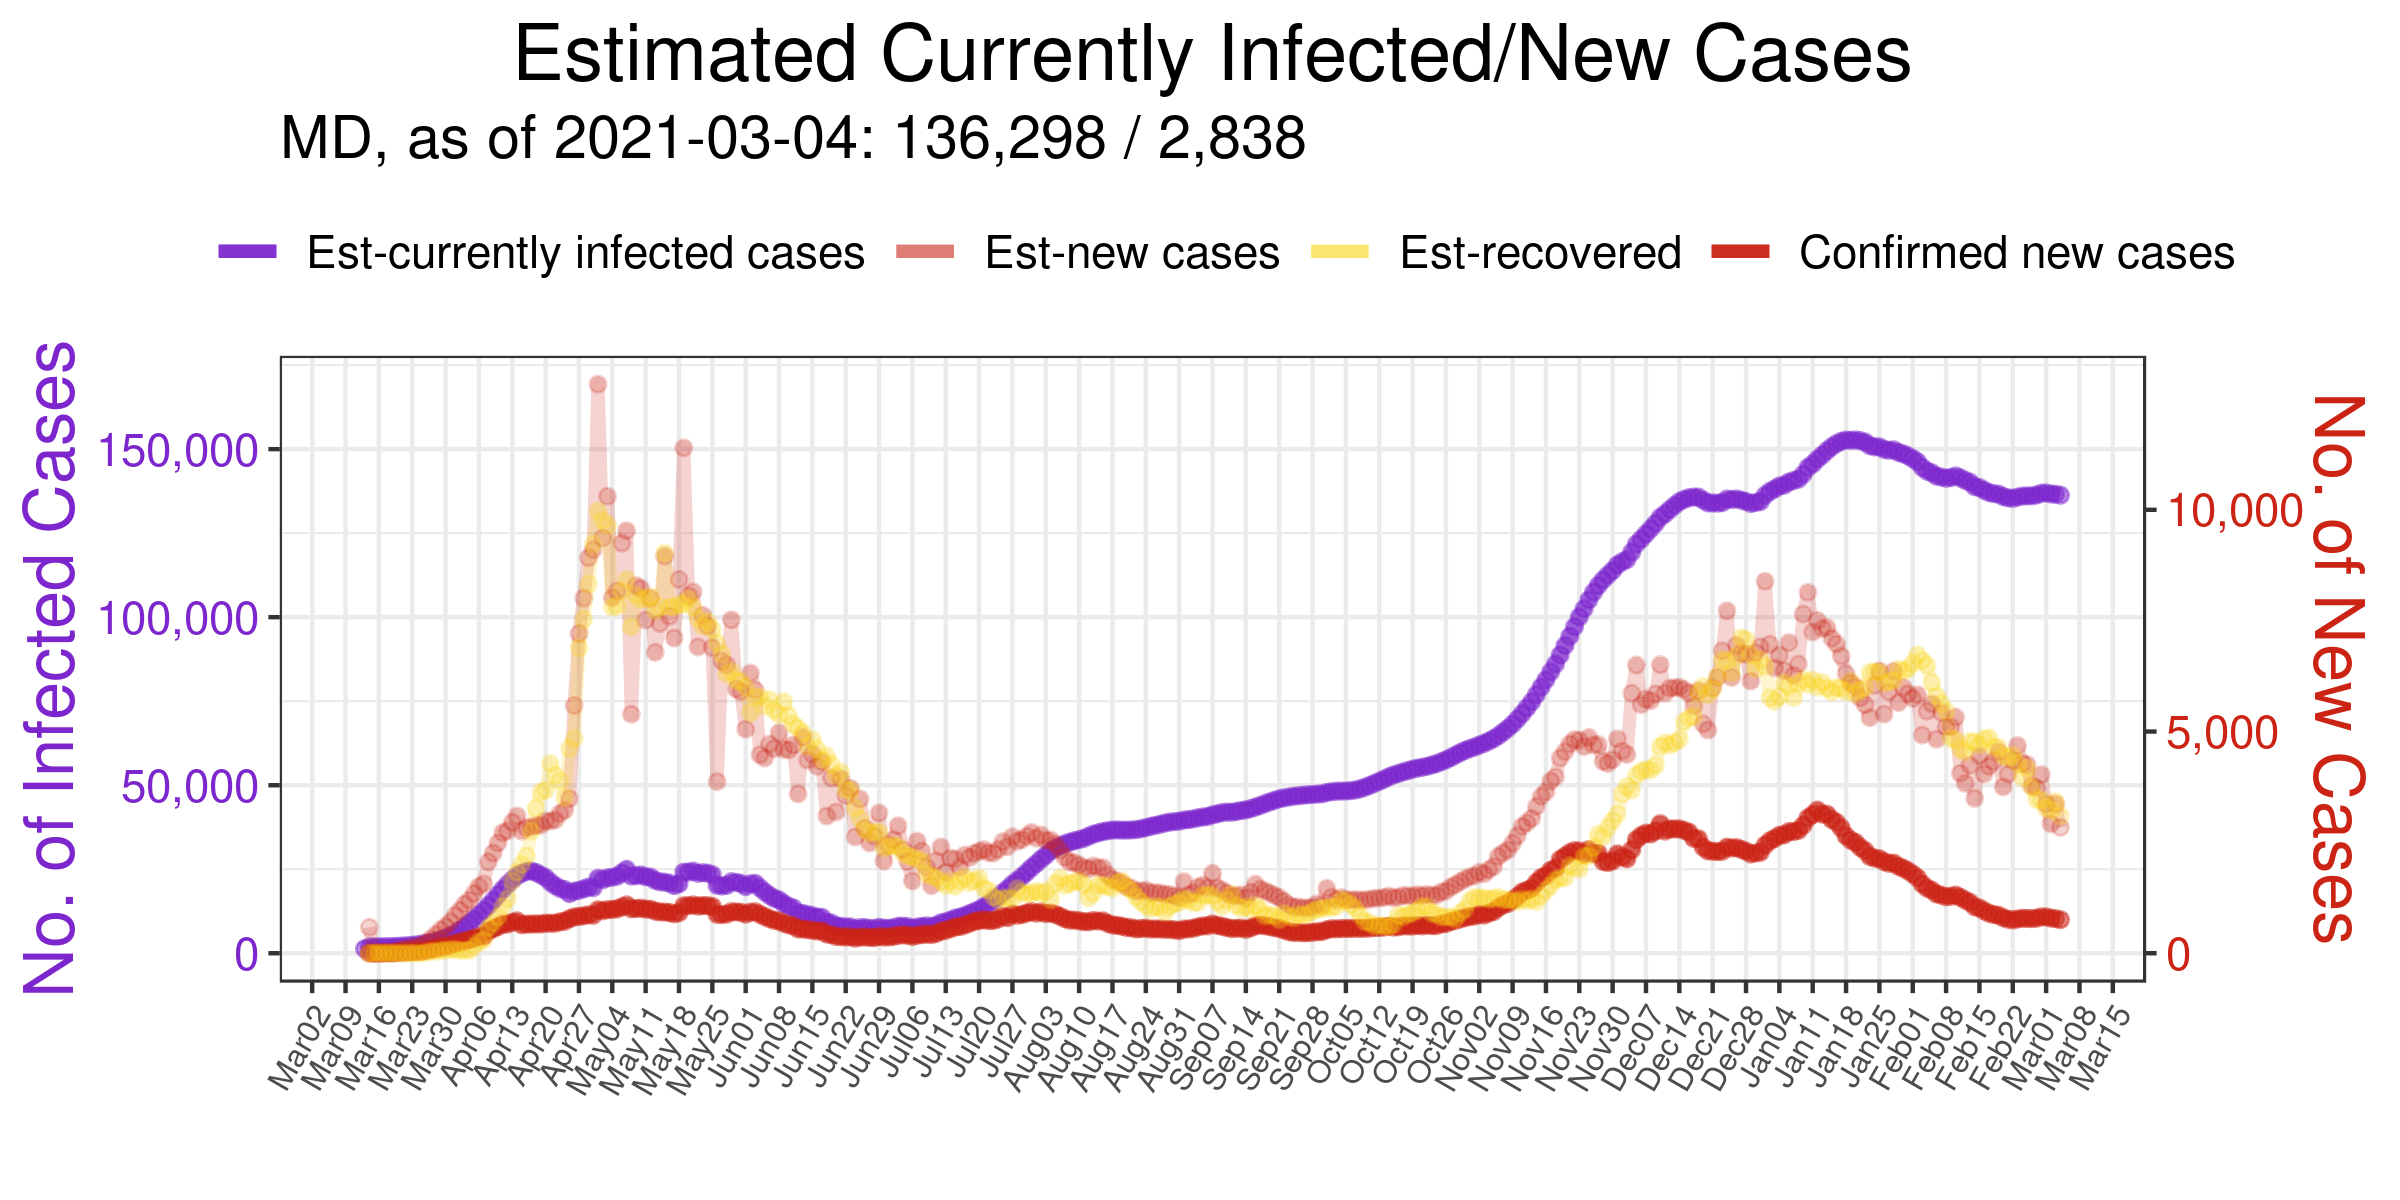 Estimated Currently Infected/New Cases
MD, as of 2021-03-04: 136,298 / 2,838
Est-currently infected cases
Est-new cases
Est-recovered
Confirmed new cases
No. of Infected Cases
150,000
100,000
50,000
0
10,000
5,000
0
No. of New Cases
Mar02
Mar09
Mar16
Mar23
Mar30
Apr06
Apr13
Apr20
Apr27
May04
May11
May18
May25
Jun01
Jun08
Jun15
Jun22
Jun29
Jul06
Jul13
Jul20
Jul27
Aug03
Aug10
Aug17
Aug24
Aug31
Sep07
Sep14
Sep21
Sep28
Oct05
Oct12
Oct19
Oct26
Nov02
Nov09
Nov16
Nov23
Nov30
Dec07
Dec14
Dec21
Dec28
Jan04
Jan11
Jan18
Jan25
Feb01
Feb08
Feb15
Feb22
Mar01
Mar08
Mar15